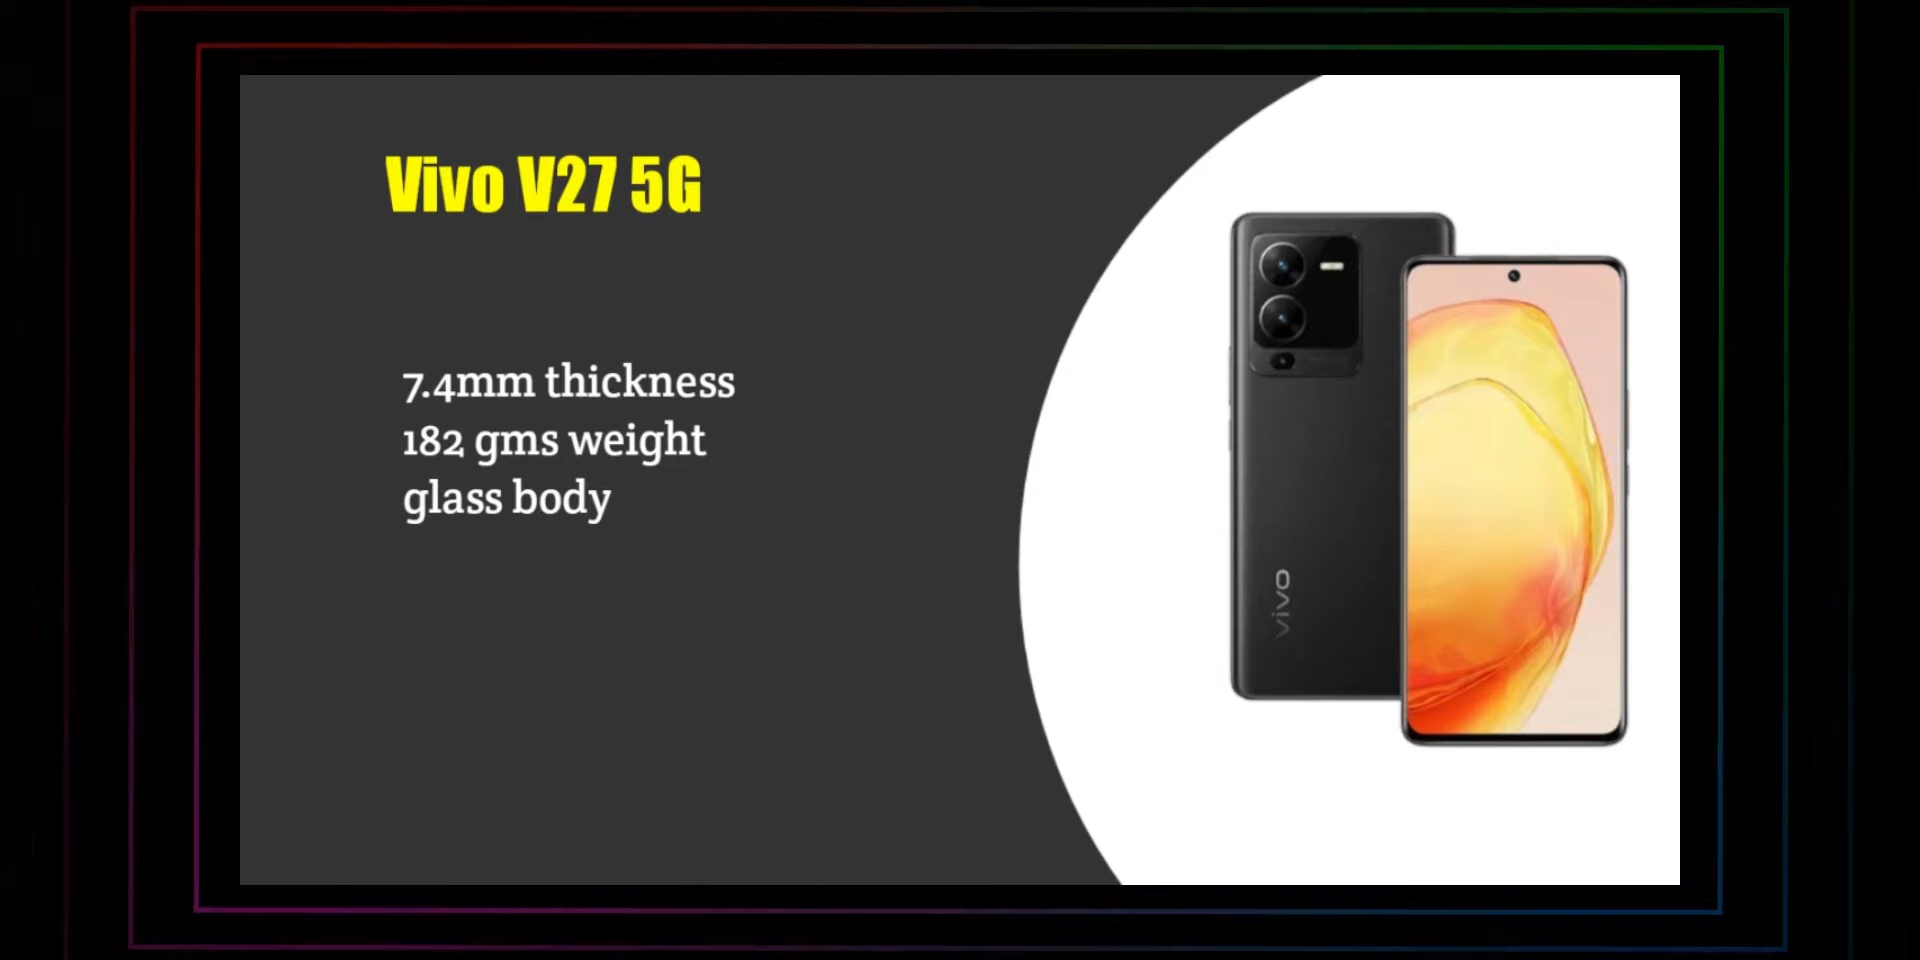 Vivo V27 5G
7.4mm thickness
182 gms weight
glass body
vivo